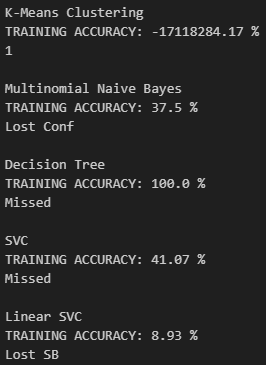 K-Means Clustering
TRAINING ACCURACY: -17118284.17 %
1
Multinomial Naive Bayes
TRAINING ACCURACY: 37.5 %
Lost Conf
Decision Tree
TRAINING ACCURACY: 100.0 %
Missed
SVC
TRAINING ACCURACY: 41.07 %
Missed
Linear SVC
TRAINING ACCURACY: 8.93 %
Lost SB